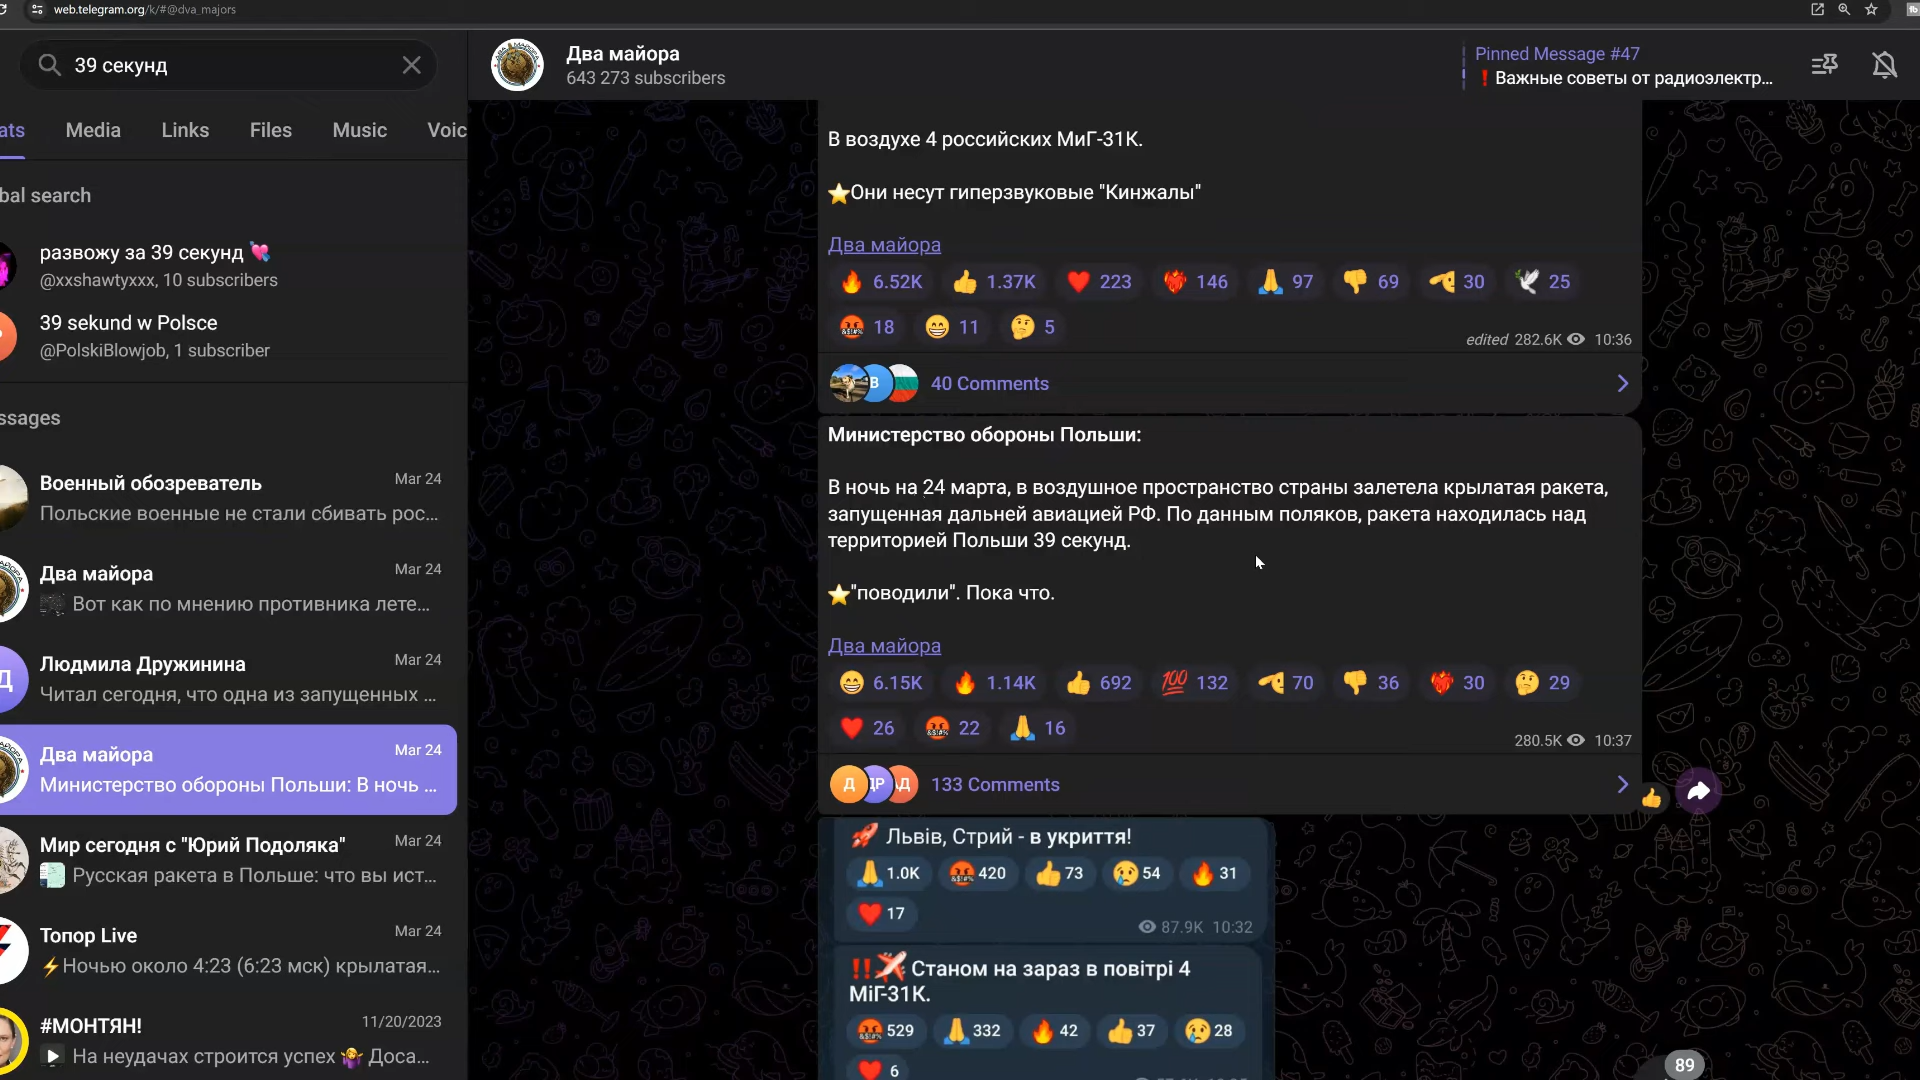 web.telegram.org/k/#@dva_majors
39 секунд
ats
Media
Links
Files
Music
Voic
bal search
развожу за 39 секунд 💘
@xxshawtyxxx, 10 subscribers
39 sekund w Polsce
@PolskiBlowjob, 1 subscriber
ssages
Военный обозреватель
Mar 24
Польские военные не стали сбивать рос...
Два майора
Mar 24
Вот как по мнению противника лете...
Д
Людмила Дружинина
Mar 24
Читал сегодня, что одна из запущенных ...
Два майора
Mar 24
Министерство обороны Польши: В ночь ...
Мир сегодня с "Юрий Подоляка"
Mar 24
Русская ракета в Польше: что вы ист...
Топор Live
Mar 24
⚡Ночью около 4:23 (6:23 мск) крылатая...
#МОНТЯН!
11/20/2023
На неудачах строится успех 🤷‍♀️ Доса...
Два майора
643 273 subscribers
Pinned Message #47
❗Важные советы от радиоэлектр...
В воздухе 4 российских МиГ-31К.
⭐Они несут гиперзвуковые "Кинжалы"
Два майора
🔥 6.52K 👍 1.37K ❤️ 223 ❤️‍🔥 146 🙏 97 👎 69 🫡 30 🕊 25
🤬 18 😁 11 🤔 5
edited 282.6K 10:36
В
40 Comments
Министерство обороны Польши:
В ночь на 24 марта, в воздушное пространство страны залетела крылатая ракета,
запущенная дальней авиацией РФ. По данным поляков, ракета находилась над
территорией Польши 39 секунд.
⭐"поводили". Пока что.
Два майора
😁 6.15K 🔥 1.14K 👍 692 💯 132 🫡 70 👎 36 ❤️‍🔥 30 🤔 29
❤️ 26 🤬 22 🙏 16
280.5K 10:37
Д ДР АД
133 Comments
🚀 Львів, Стрий - в укриття!
🙏 1.0K 🤬 420 👍 73 😢 54 🔥 31
❤️ 17
87.9K 10:32
‼️✈️ Станом на зараз в повітрі 4
МіГ-31К.
🤬 529 🙏 332 🔥 42 👍 37 😢 28
❤️ 6
89